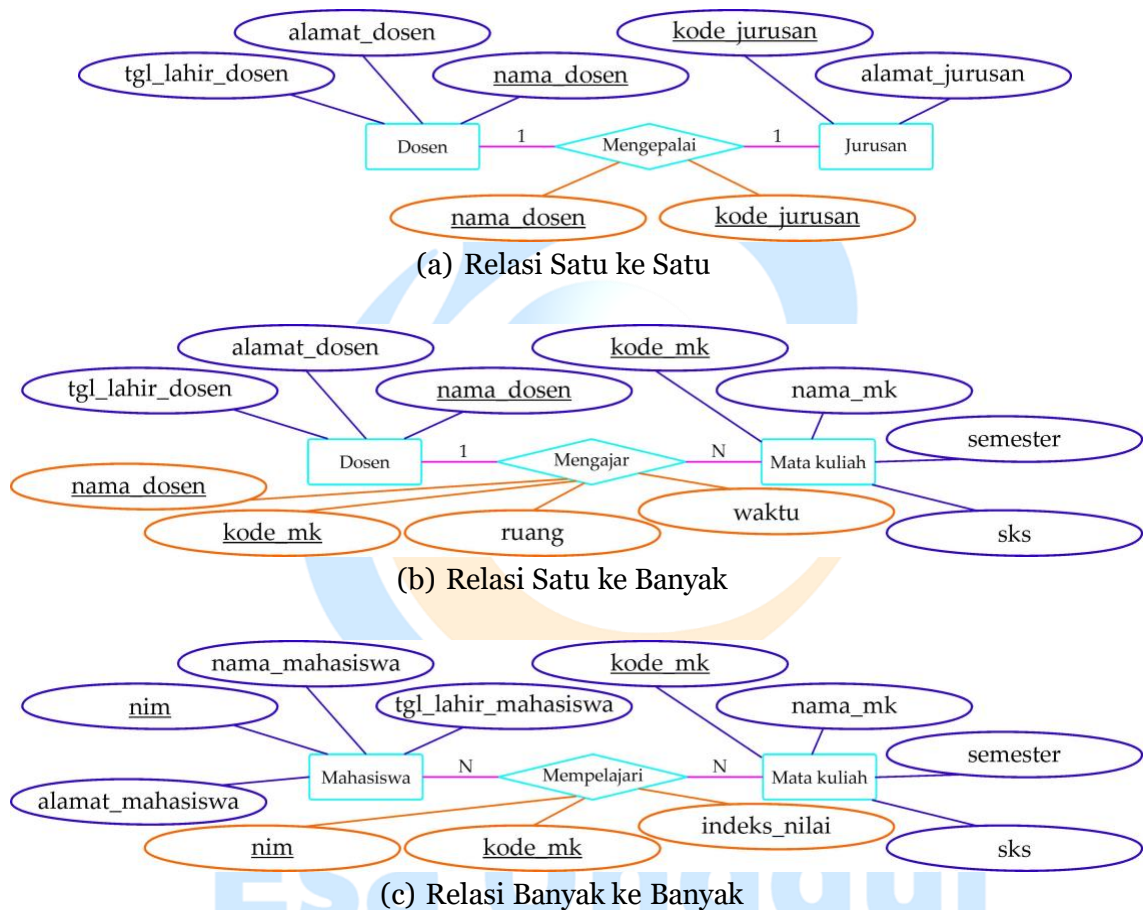 alamat_dosen
kode_jurusan
tgl_lahir_dosen
nama_dosen
alamat_jurusan
Dosen
1
Mengepalai
1
Jurusan
nama_dosen
kode_jurusan
(a) Relasi Satu ke Satu
alamat_dosen
kode_mk
tgl_lahir_dosen
nama_dosen
nama_mk
semester
Dosen
1
Mengajar
N
Mata kuliah
nama_dosen
kode_mk
ruang
waktu
sks
(b) Relasi Satu ke Banyak
nama_mahasiswa
kode_mk
nim
tgl_lahir_mahasiswa
nama_mk
semester
Mahasiswa
N
Mempelajari
N
Mata kuliah
alamat_mahasiswa
nim
kode_mk
indeks_nilai
sks
(c) Relasi Banyak ke Banyak